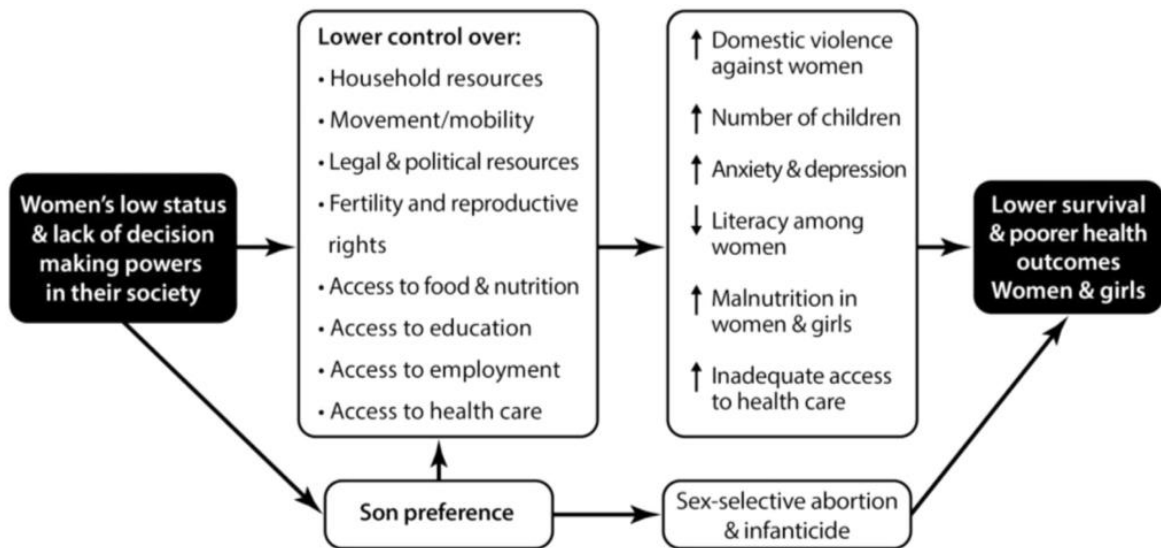 Women’s low status
& lack of decision
making powers
in their society
Lower control over:
• Household resources
• Movement/mobility
• Legal & political resources
• Fertility and reproductive
rights
• Access to food & nutrition
• Access to education
• Access to employment
• Access to health care
↑ Domestic violence
against women
↑ Number of children
↑ Anxiety & depression
↓ Literacy among
women
↑ Malnutrition in
women & girls
↑ Inadequate access
to health care
Lower survival
& poorer health
outcomes
Women & girls
Son preference
Sex-selective abortion
& infanticide